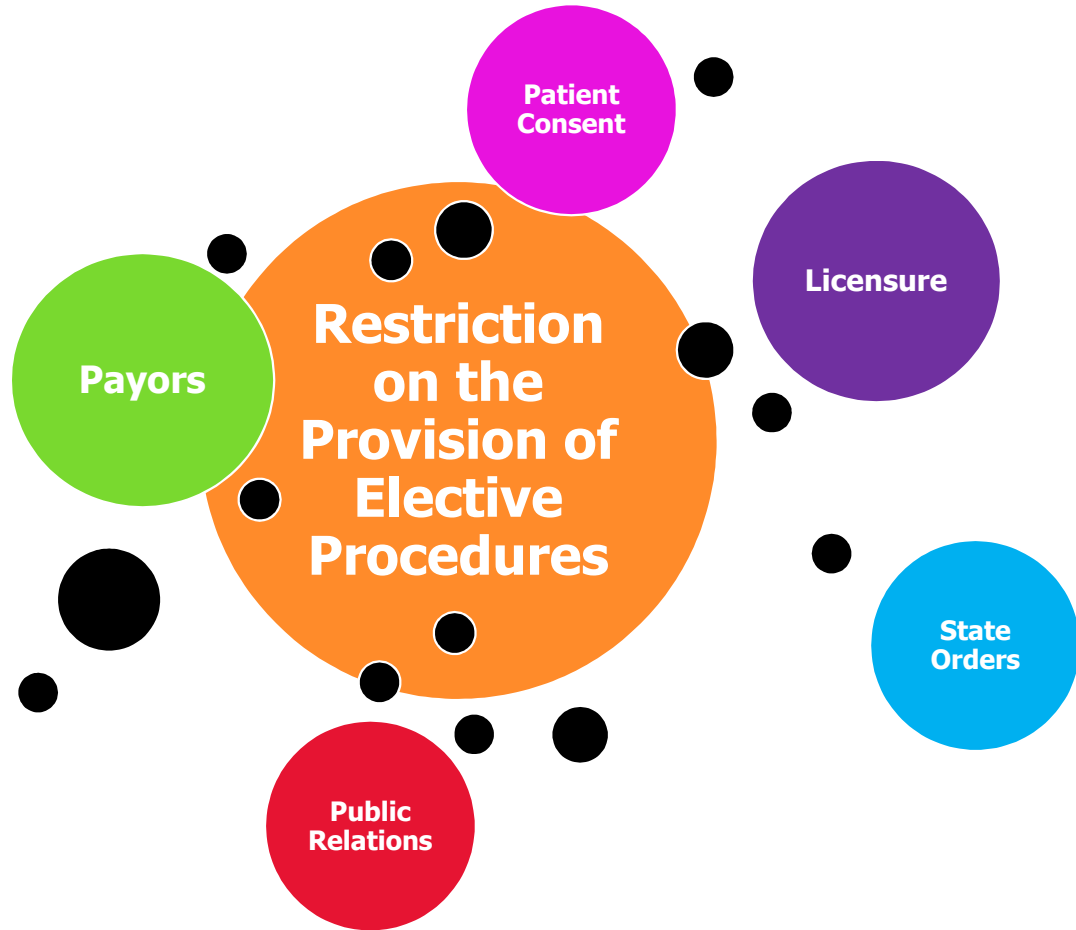 Patient
Consent
Licensure
Payors
Restriction
on the
Provision of
Elective
Procedures
State
Orders
Public
Relations